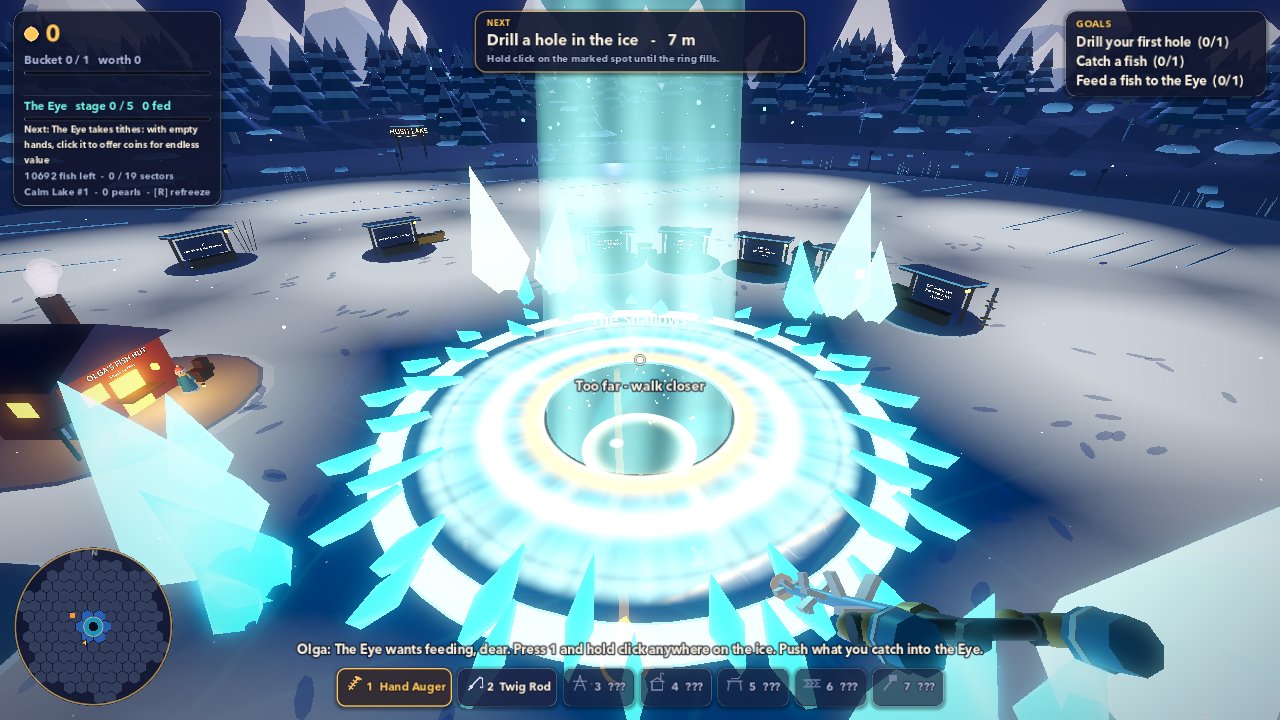 0
Bucket 0 / 1 worth 0
The Eye stage 0 / 5 0 fed
Next: The Eye takes tithes: with empty
hands, click it to offer coins for endless
value
10692 fish left - 0 / 19 sectors
Calm Lake #1 - 0 pearls - [R] refreeze
NEXT
Drill a hole in the ice - 7 m
Hold click on the marked spot until the ring fills.
GOALS
Drill your first hole (0/1)
Catch a fish (0/1)
Feed a fish to the Eye (0/1)
HUSH LAKE
The Shallows
OLGA'S FISH HUT
Too far - walk closer
N
Olga: The Eye wants feeding, dear. Press 1 and hold click anywhere on the ice. Push what you catch into the Eye.
1 Hand Auger
2 Twig Rod
3 ???
4 ???
5 ???
6 ???
7 ???